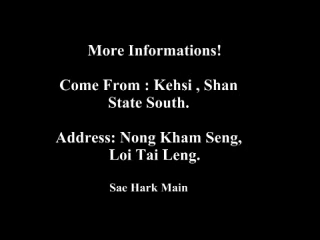 More Informations!
Come From : Kehsi , Shan
State South.
Address: Nong Kham Seng,
Loi Tai Leng.
Sae Hark Main